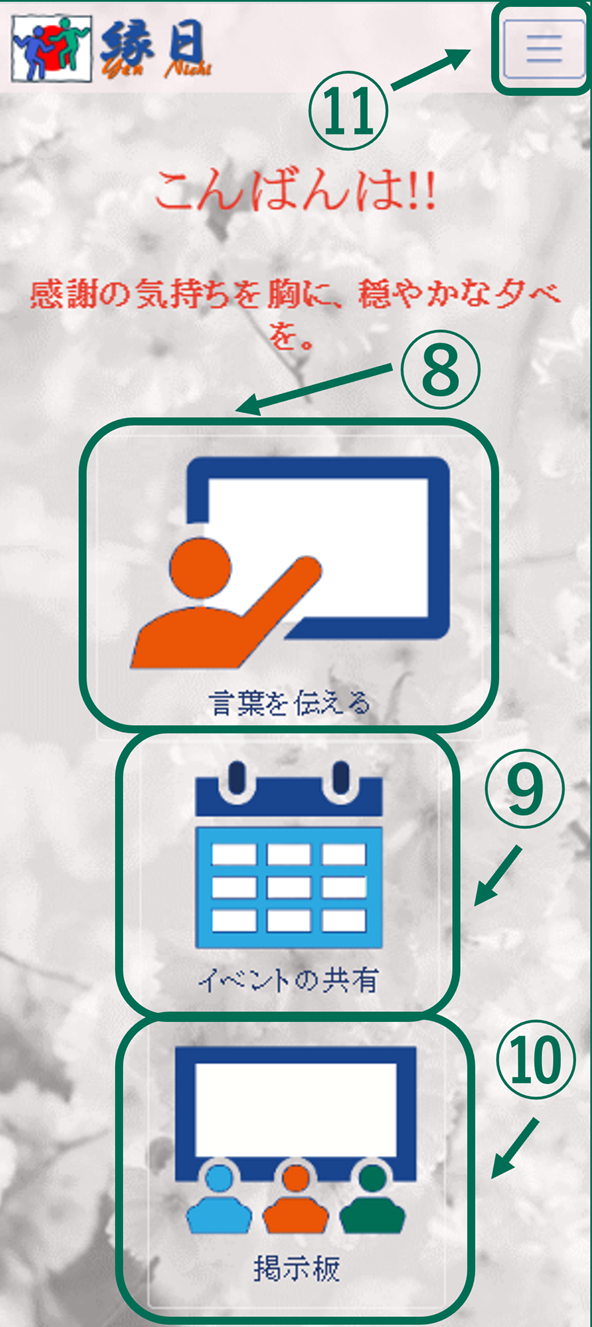 縁日
Yen Nichi
⑪
こんばんは!!
感謝の気持ちを胸に、穏やかな夕べ
を。
⑧
言葉を伝える
⑨
イベントの共有
⑩
掲示板